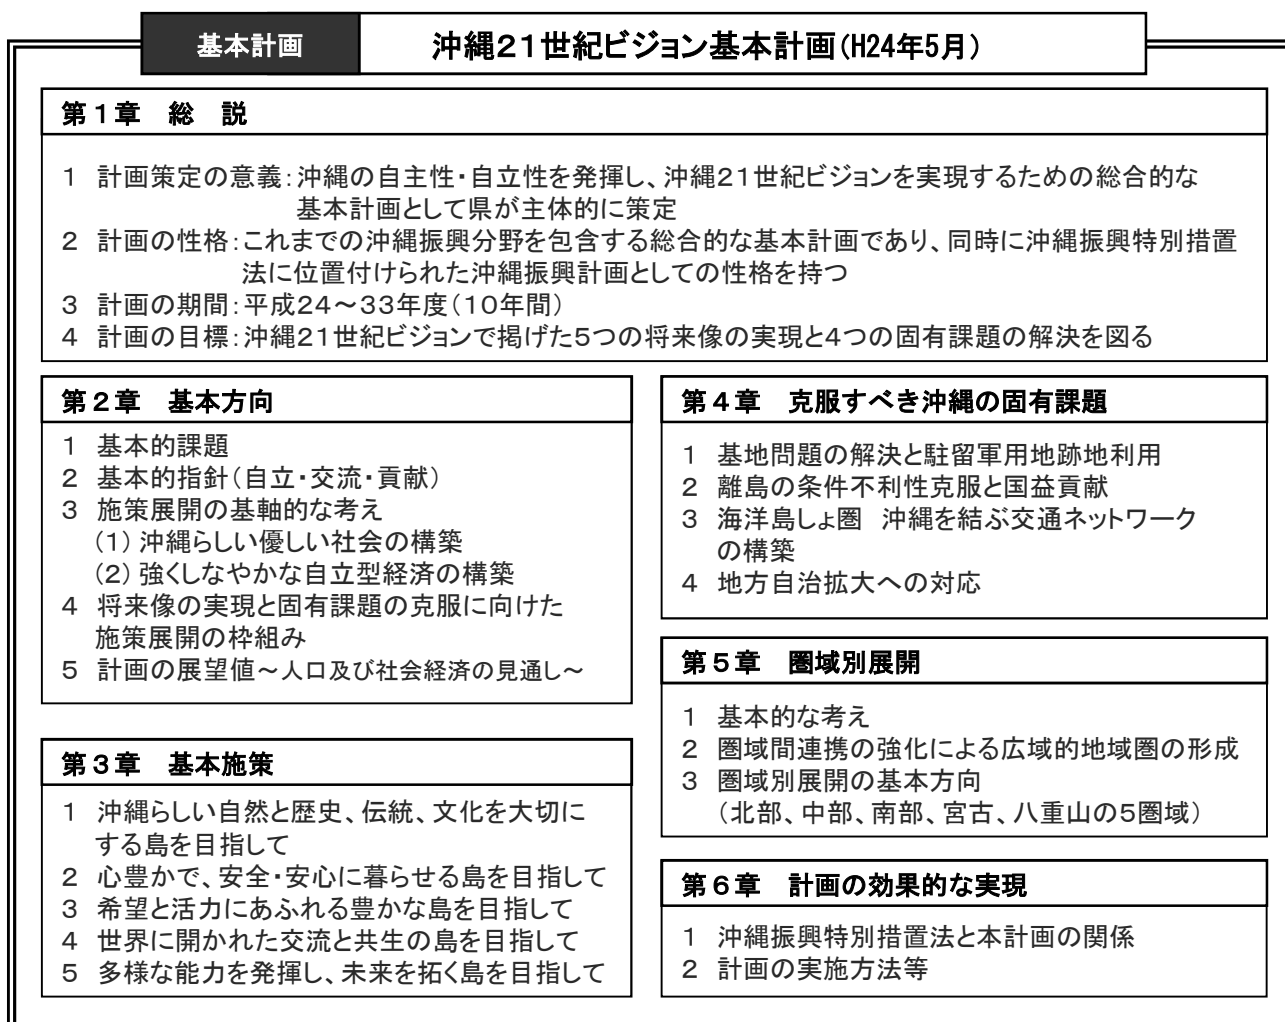 基本計画
沖縄21世紀ビジョン基本計画(H24年5月)
第1章 総 説
1 計画策定の意義:沖縄の自主性・自立性を発揮し、沖縄21世紀ビジョンを実現するための総合的な
基本計画として県が主体的に策定
2 計画の性格:これまでの沖縄振興分野を包含する総合的な基本計画であり、同時に沖縄振興特別措置
法に位置付けられた沖縄振興計画としての性格を持つ
3 計画の期間:平成24~33年度(10年間)
4 計画の目標:沖縄21世紀ビジョンで掲げた5つの将来像の実現と4つの固有課題の解決を図る
第2章 基本方向
1 基本的課題
2 基本的指針(自立・交流・貢献)
3 施策展開の基軸的な考え
(1)沖縄らしい優しい社会の構築
(2)強くしなやかな自立型経済の構築
4 将来像の実現と固有課題の克服に向けた
施策展開の枠組み
5 計画の展望値~人口及び社会経済の見通し~
第3章 基本施策
1 沖縄らしい自然と歴史、伝統、文化を大切に
する島を目指して
2 心豊かで、安全・安心に暮らせる島を目指して
3 希望と活力にあふれる豊かな島を目指して
4 世界に開かれた交流と共生の島を目指して
5 多様な能力を発揮し、未来を拓く島を目指して
第4章 克服すべき沖縄の固有課題
1 基地問題の解決と駐留軍用地跡地利用
2 離島の条件不利性克服と国益貢献
3 海洋島しょ圏 沖縄を結ぶ交通ネットワーク
の構築
4 地方自治拡大への対応
第5章 圏域別展開
1 基本的な考え
2 圏域間連携の強化による広域的地域圏の形成
3 圏域別展開の基本方向
(北部、中部、南部、宮古、八重山の5圏域)
第6章 計画の効果的な実現
1 沖縄振興特別措置法と本計画の関係
2 計画の実施方法等